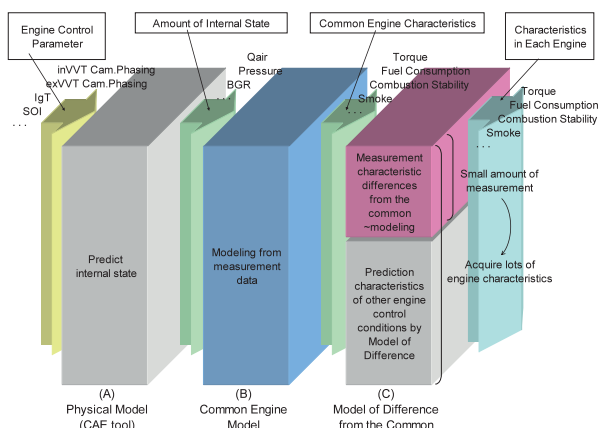 Engine Control
Parameter
Amount of Internal State
Common Engine Characteristics
Characteristics
in Each Engine
inVVT Cam.Phasing
exVVT Cam.Phasing
IgT
SOI
. . .
Qair
Pressure
BGR
. . .
Torque
Fuel Consumption
Combustion Stability
Smoke
. . .
Torque
Fuel Consumption
Combustion Stability
Smoke
. . .
Predict
internal state
Modeling from
measurement
data
Measurement
characteristic
differences
from the
common
~modeling
Prediction
characteristics
of other engine
control
conditions by
Model of
Difference
Small amount of
measurement
Acquire lots of
engine characteristics
(A)
Physical Model
(CAE tool)
(B)
Common Engine
Model
(C)
Model of Difference
from the Common